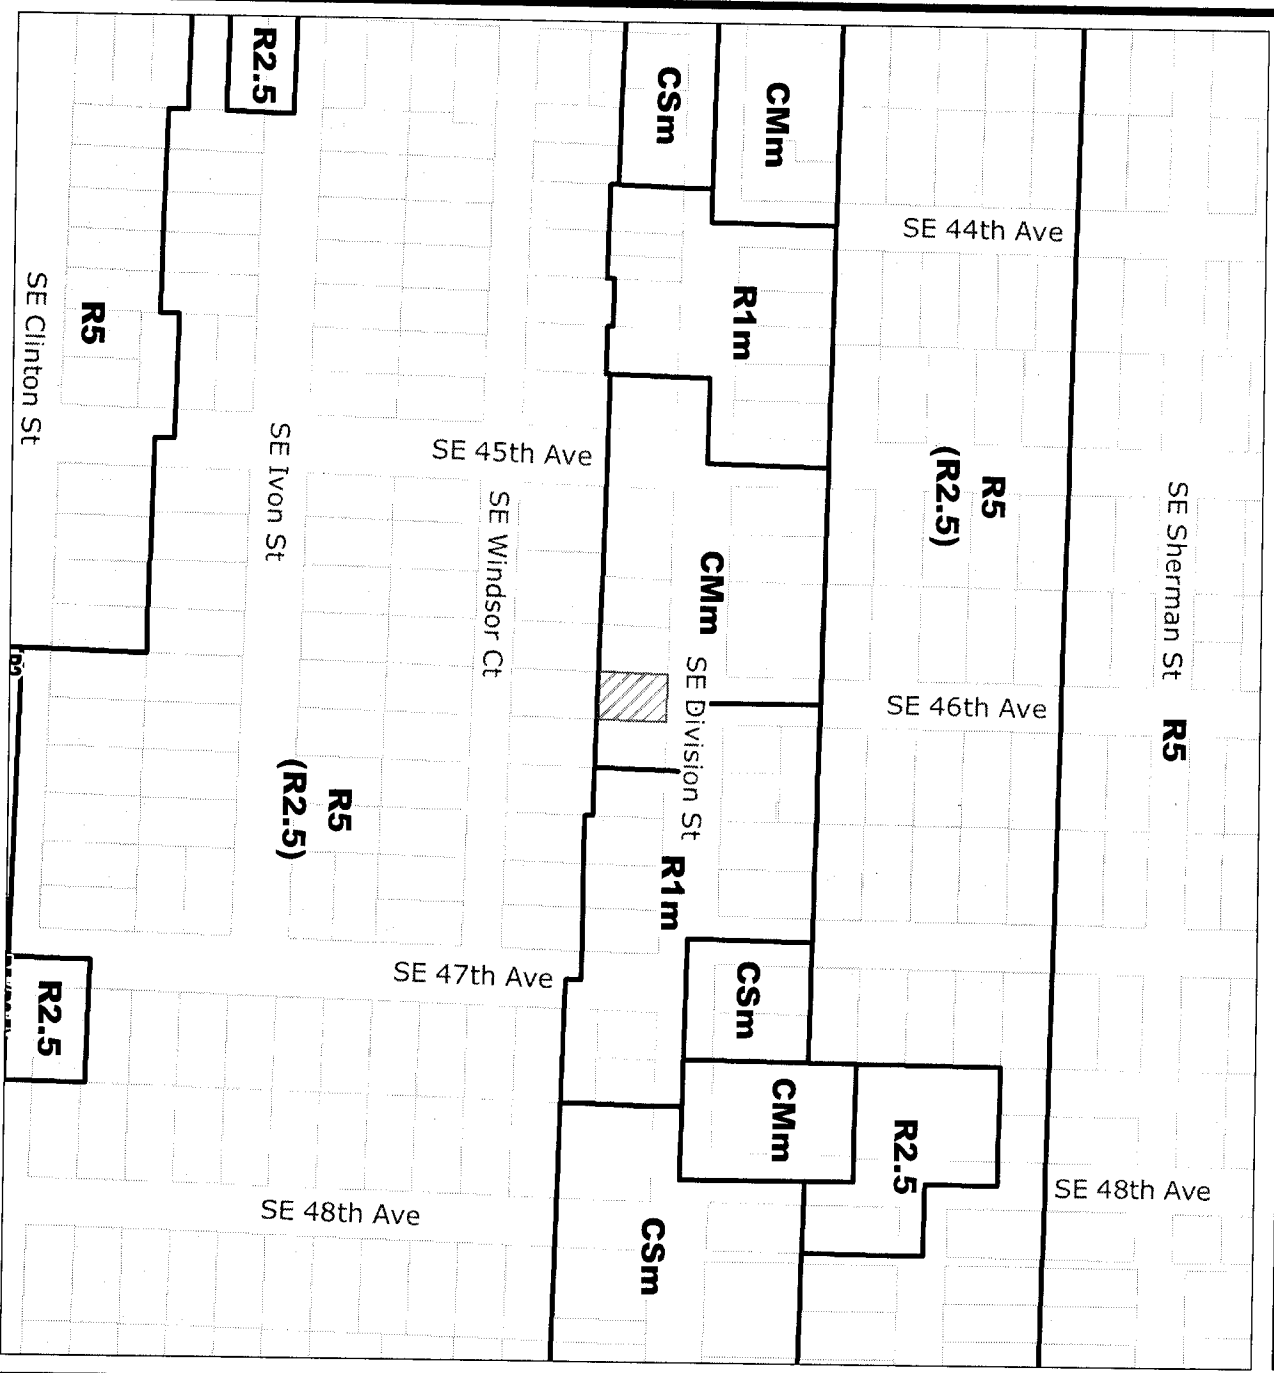 R2.5
CSm
CMm
SE 44th Ave
SE Clinton St
R5
R1m
SE Ivon St
SE 45th Ave
SE Windsor Ct
CMm
R5
(R2.5)
SE Sherman St
SE Division St
SE 46th Ave
R5
R5
(R2.5)
R1m
SE 47th Ave
R2.5
CSm
CMm
R2.5
SE 48th Ave
SE 48th Ave
CSm